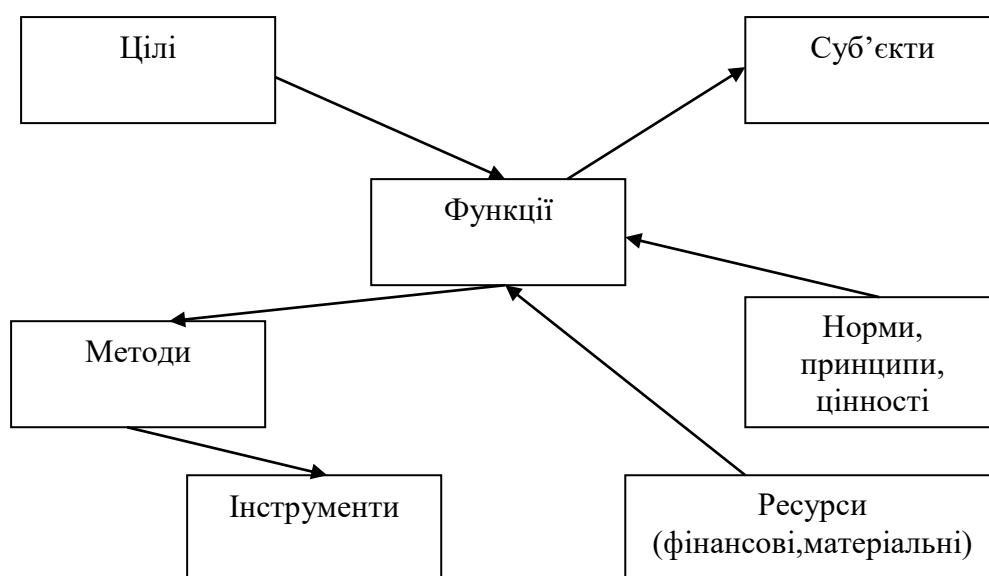 Цілі
Суб’єкти
Функції
Методи
Норми,
принципи,
цінності
Інструменти
Ресурси
(фінансові,матеріальні)